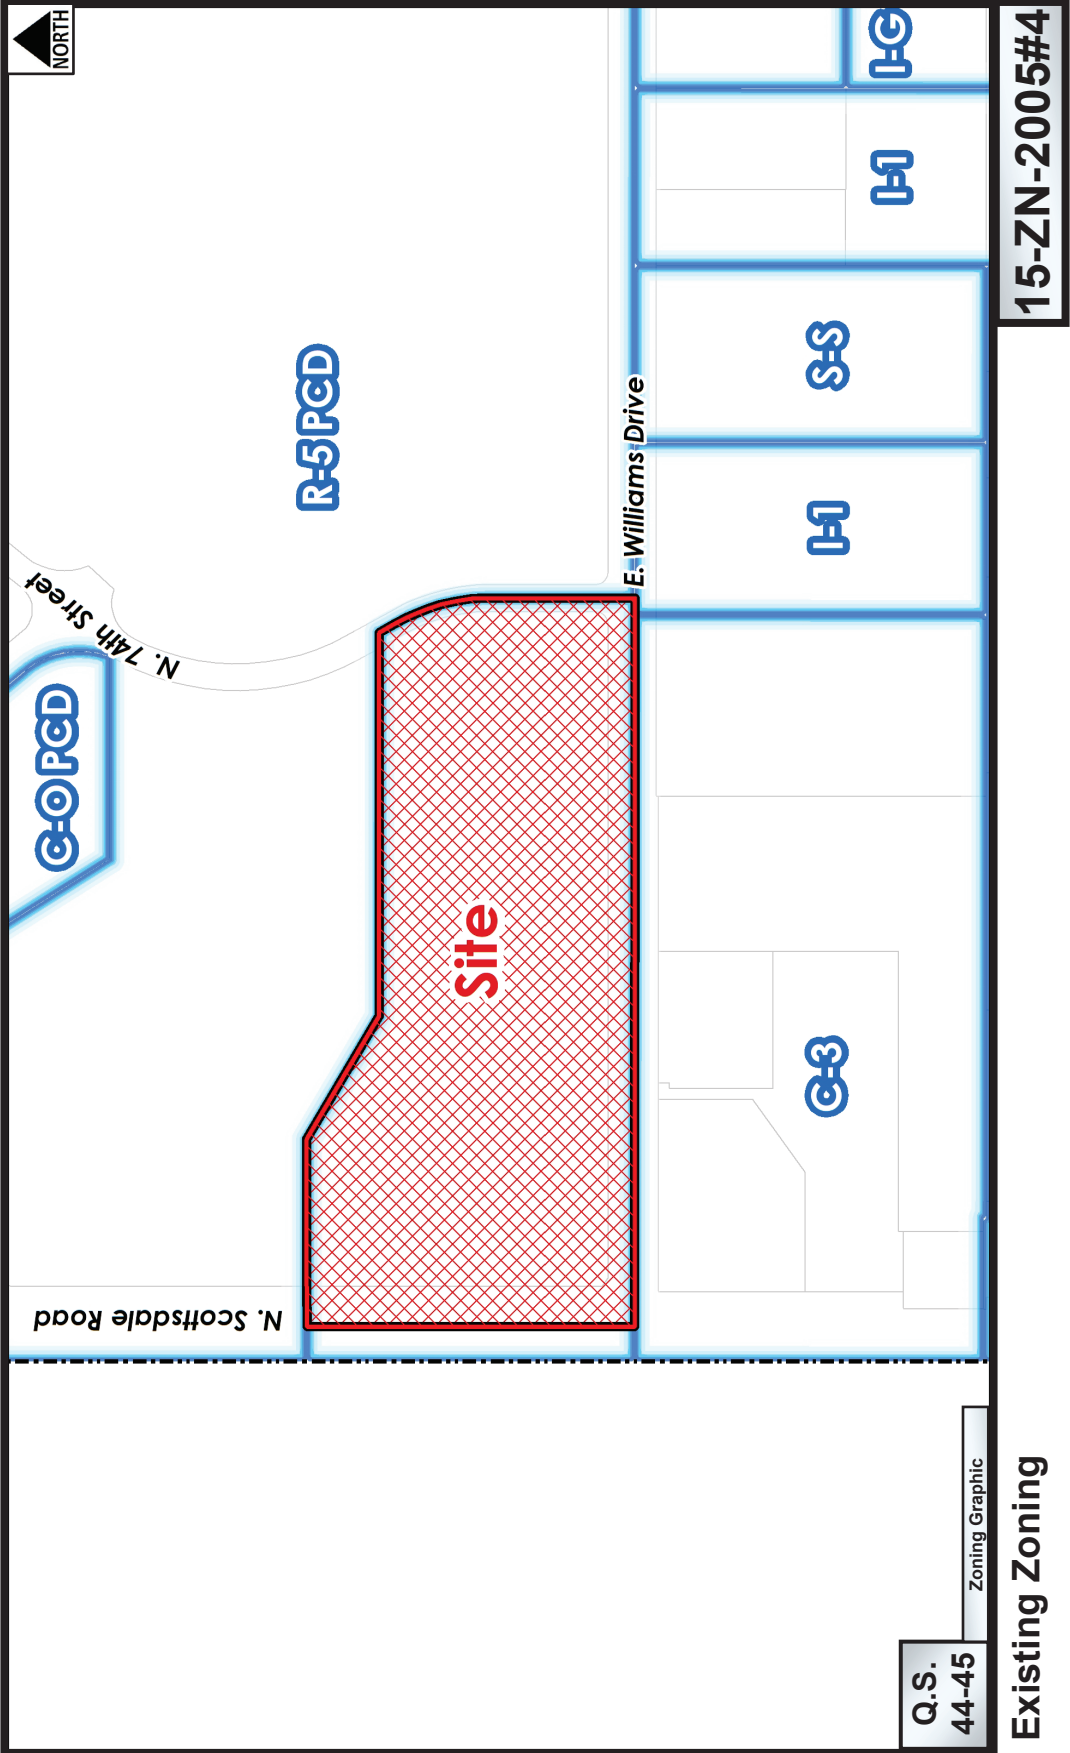 NORTH
N. Scottsdale Road
C-O PCD
N. 74th Street
R-5 PCD
Site
E. Williams Drive
C-3
I-1
S-S
I-1
I-G
Q.S.
44-45
Zoning Graphic
Existing Zoning
15-ZN-2005#4